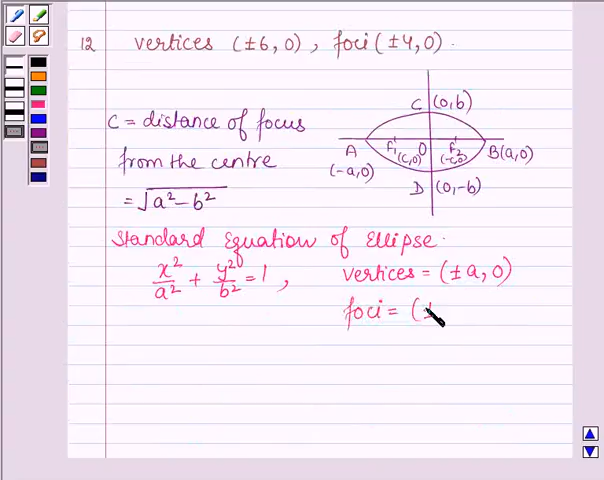 12 vertices (±6,0), foci (±4,0).
C (0,b)
c = distance of focus
from the centre
= √a²-b²
A F₁ O F₂ B(a,0)
(c,0) (-c,0)
(-a,0)
D (0,-b)
Standard Equation of Ellipse.
x²/a² + y²/b² = 1, vertices = (±a, 0)
foci = (±